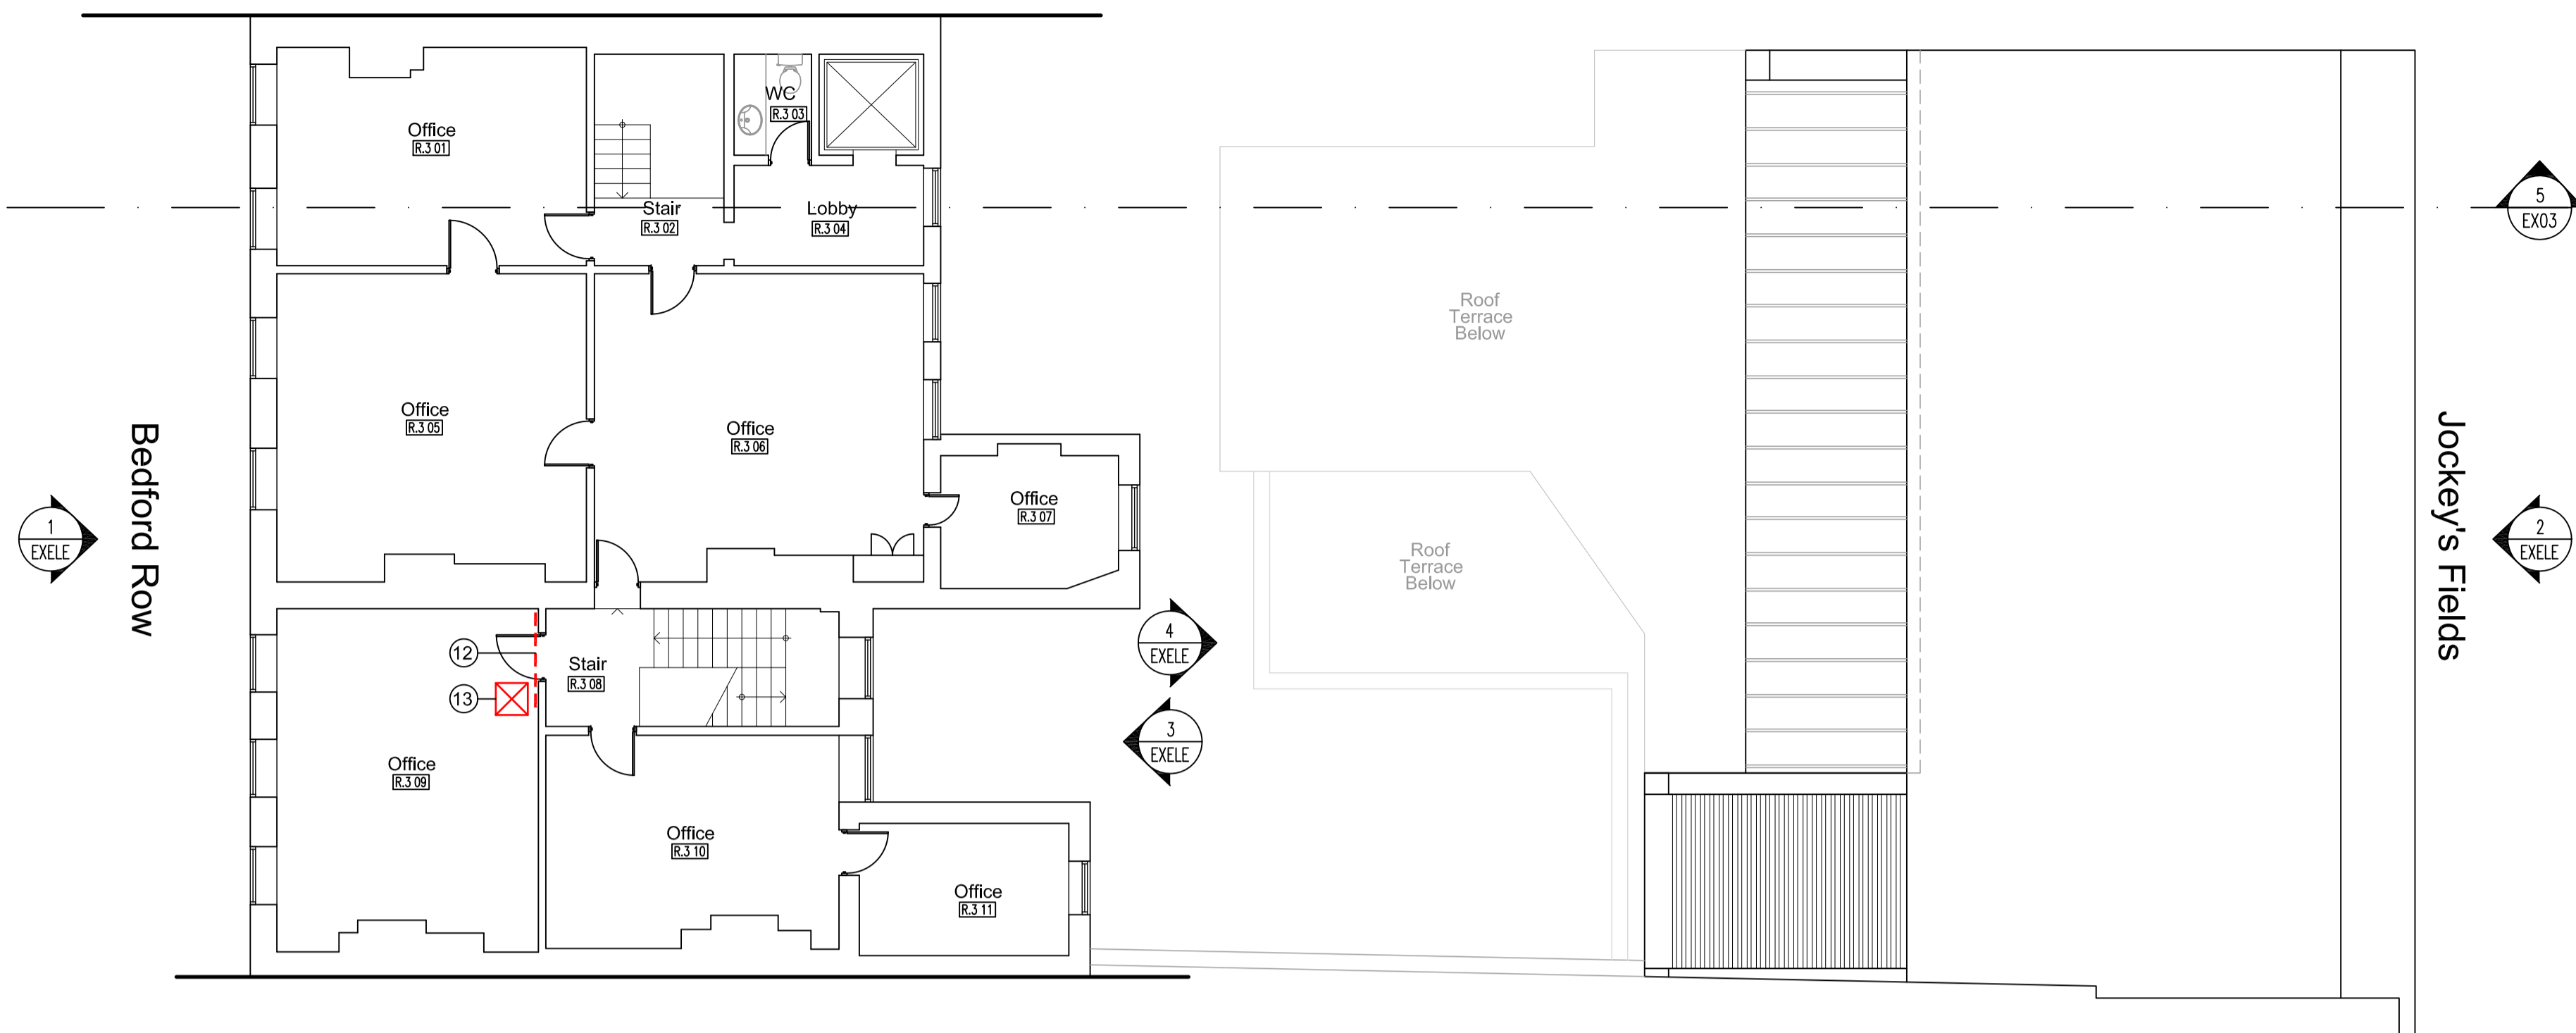 WC
R.3 03
Office
R.3 01
Stair
R.3 02
Lobby
R.3 04
5
EX03
Roof
Terrace
Below
Office
R.3 05
Office
R.3 06
Office
R.3 07
Bedford Row
1
EXELE
Jockey's Fields
2
EXELE
Roof
Terrace
Below
12
13
Stair
R.3 08
4
EXELE
3
EXELE
Office
R.3 09
Office
R.3 10
Office
R.3 11